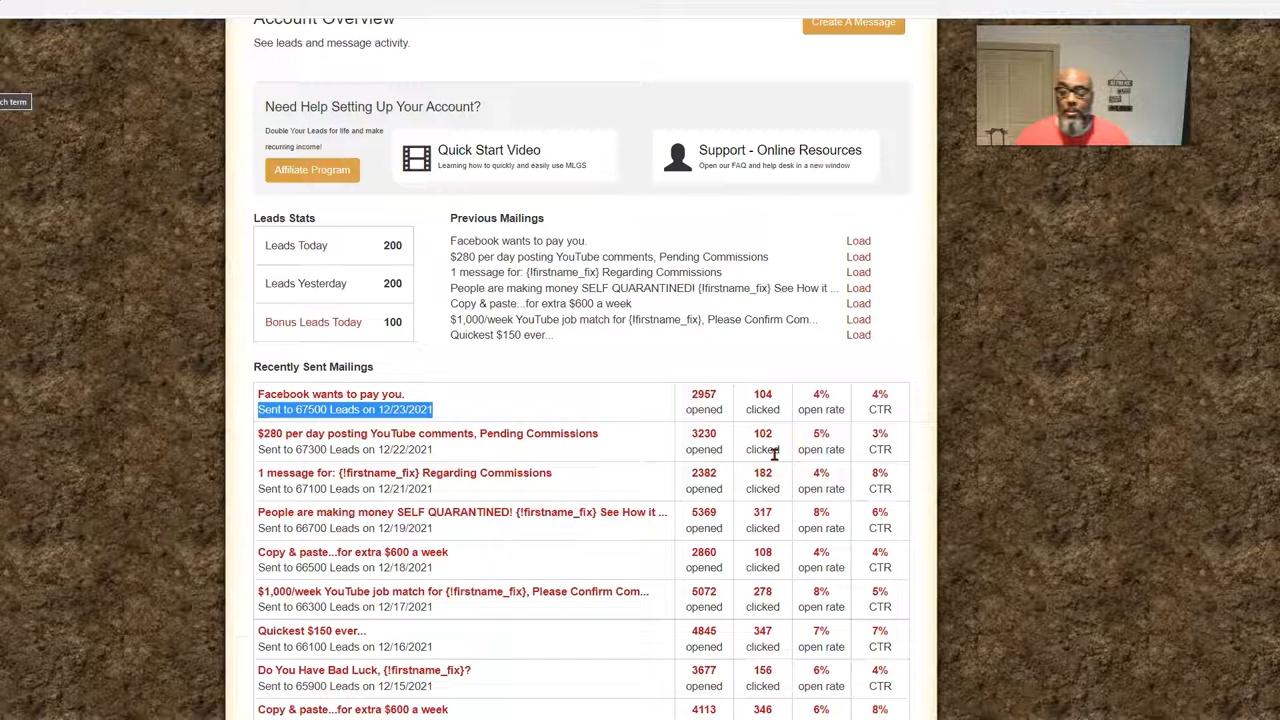 Account Overview
Create A Message
See leads and message activity.
ch term
Need Help Setting Up Your Account?
Double Your Leads for life and make
recurring income!
Affiliate Program
Quick Start Video
Learning how to quickly and easily use MLGS
Support - Online Resources
Open our FAQ and help desk in a new window
Leads Stats
Leads Today 200
Leads Yesterday 200
Bonus Leads Today 100
Previous Mailings
Facebook wants to pay you. Load
$280 per day posting YouTube comments, Pending Commissions Load
1 message for: {!firstname_fix} Regarding Commissions Load
People are making money SELF QUARANTINED! {!firstname_fix} See How it ... Load
Copy & paste...for extra $600 a week Load
$1,000/week YouTube job match for {!firstname_fix}, Please Confirm Com... Load
Quickest $150 ever... Load
Recently Sent Mailings
Facebook wants to pay you. 2957 104 4% 4%
Sent to 67500 Leads on 12/23/2021 opened clicked open rate CTR
$280 per day posting YouTube comments, Pending Commissions 3230 102 5% 3%
Sent to 67300 Leads on 12/22/2021 opened clicked open rate CTR
1 message for: {!firstname_fix} Regarding Commissions 2382 182 4% 8%
Sent to 67100 Leads on 12/21/2021 opened clicked open rate CTR
People are making money SELF QUARANTINED! {!firstname_fix} See How it ... 5369 317 8% 6%
Sent to 66700 Leads on 12/19/2021 opened clicked open rate CTR
Copy & paste...for extra $600 a week 2860 108 4% 4%
Sent to 66500 Leads on 12/18/2021 opened clicked open rate CTR
$1,000/week YouTube job match for {!firstname_fix}, Please Confirm Com... 5072 278 8% 5%
Sent to 66300 Leads on 12/17/2021 opened clicked open rate CTR
Quickest $150 ever... 4845 347 7% 7%
Sent to 66100 Leads on 12/16/2021 opened clicked open rate CTR
Do You Have Bad Luck, {!firstname_fix}? 3677 156 6% 4%
Sent to 65900 Leads on 12/15/2021 opened clicked open rate CTR
Copy & paste...for extra $600 a week 4113 346 6% 8%